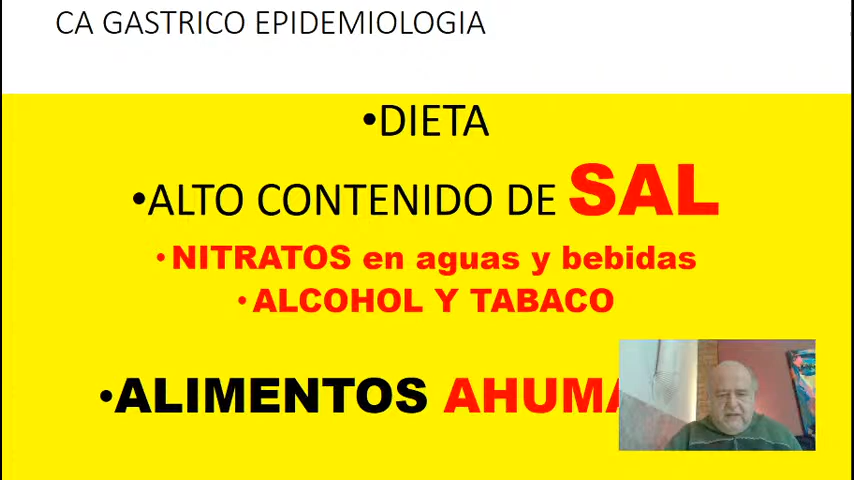 CA GASTRICO EPIDEMIOLOGIA
•DIETA
•ALTO CONTENIDO DE SAL
•NITRATOS en aguas y bebidas
•ALCOHOL Y TABACO
•ALIMENTOS